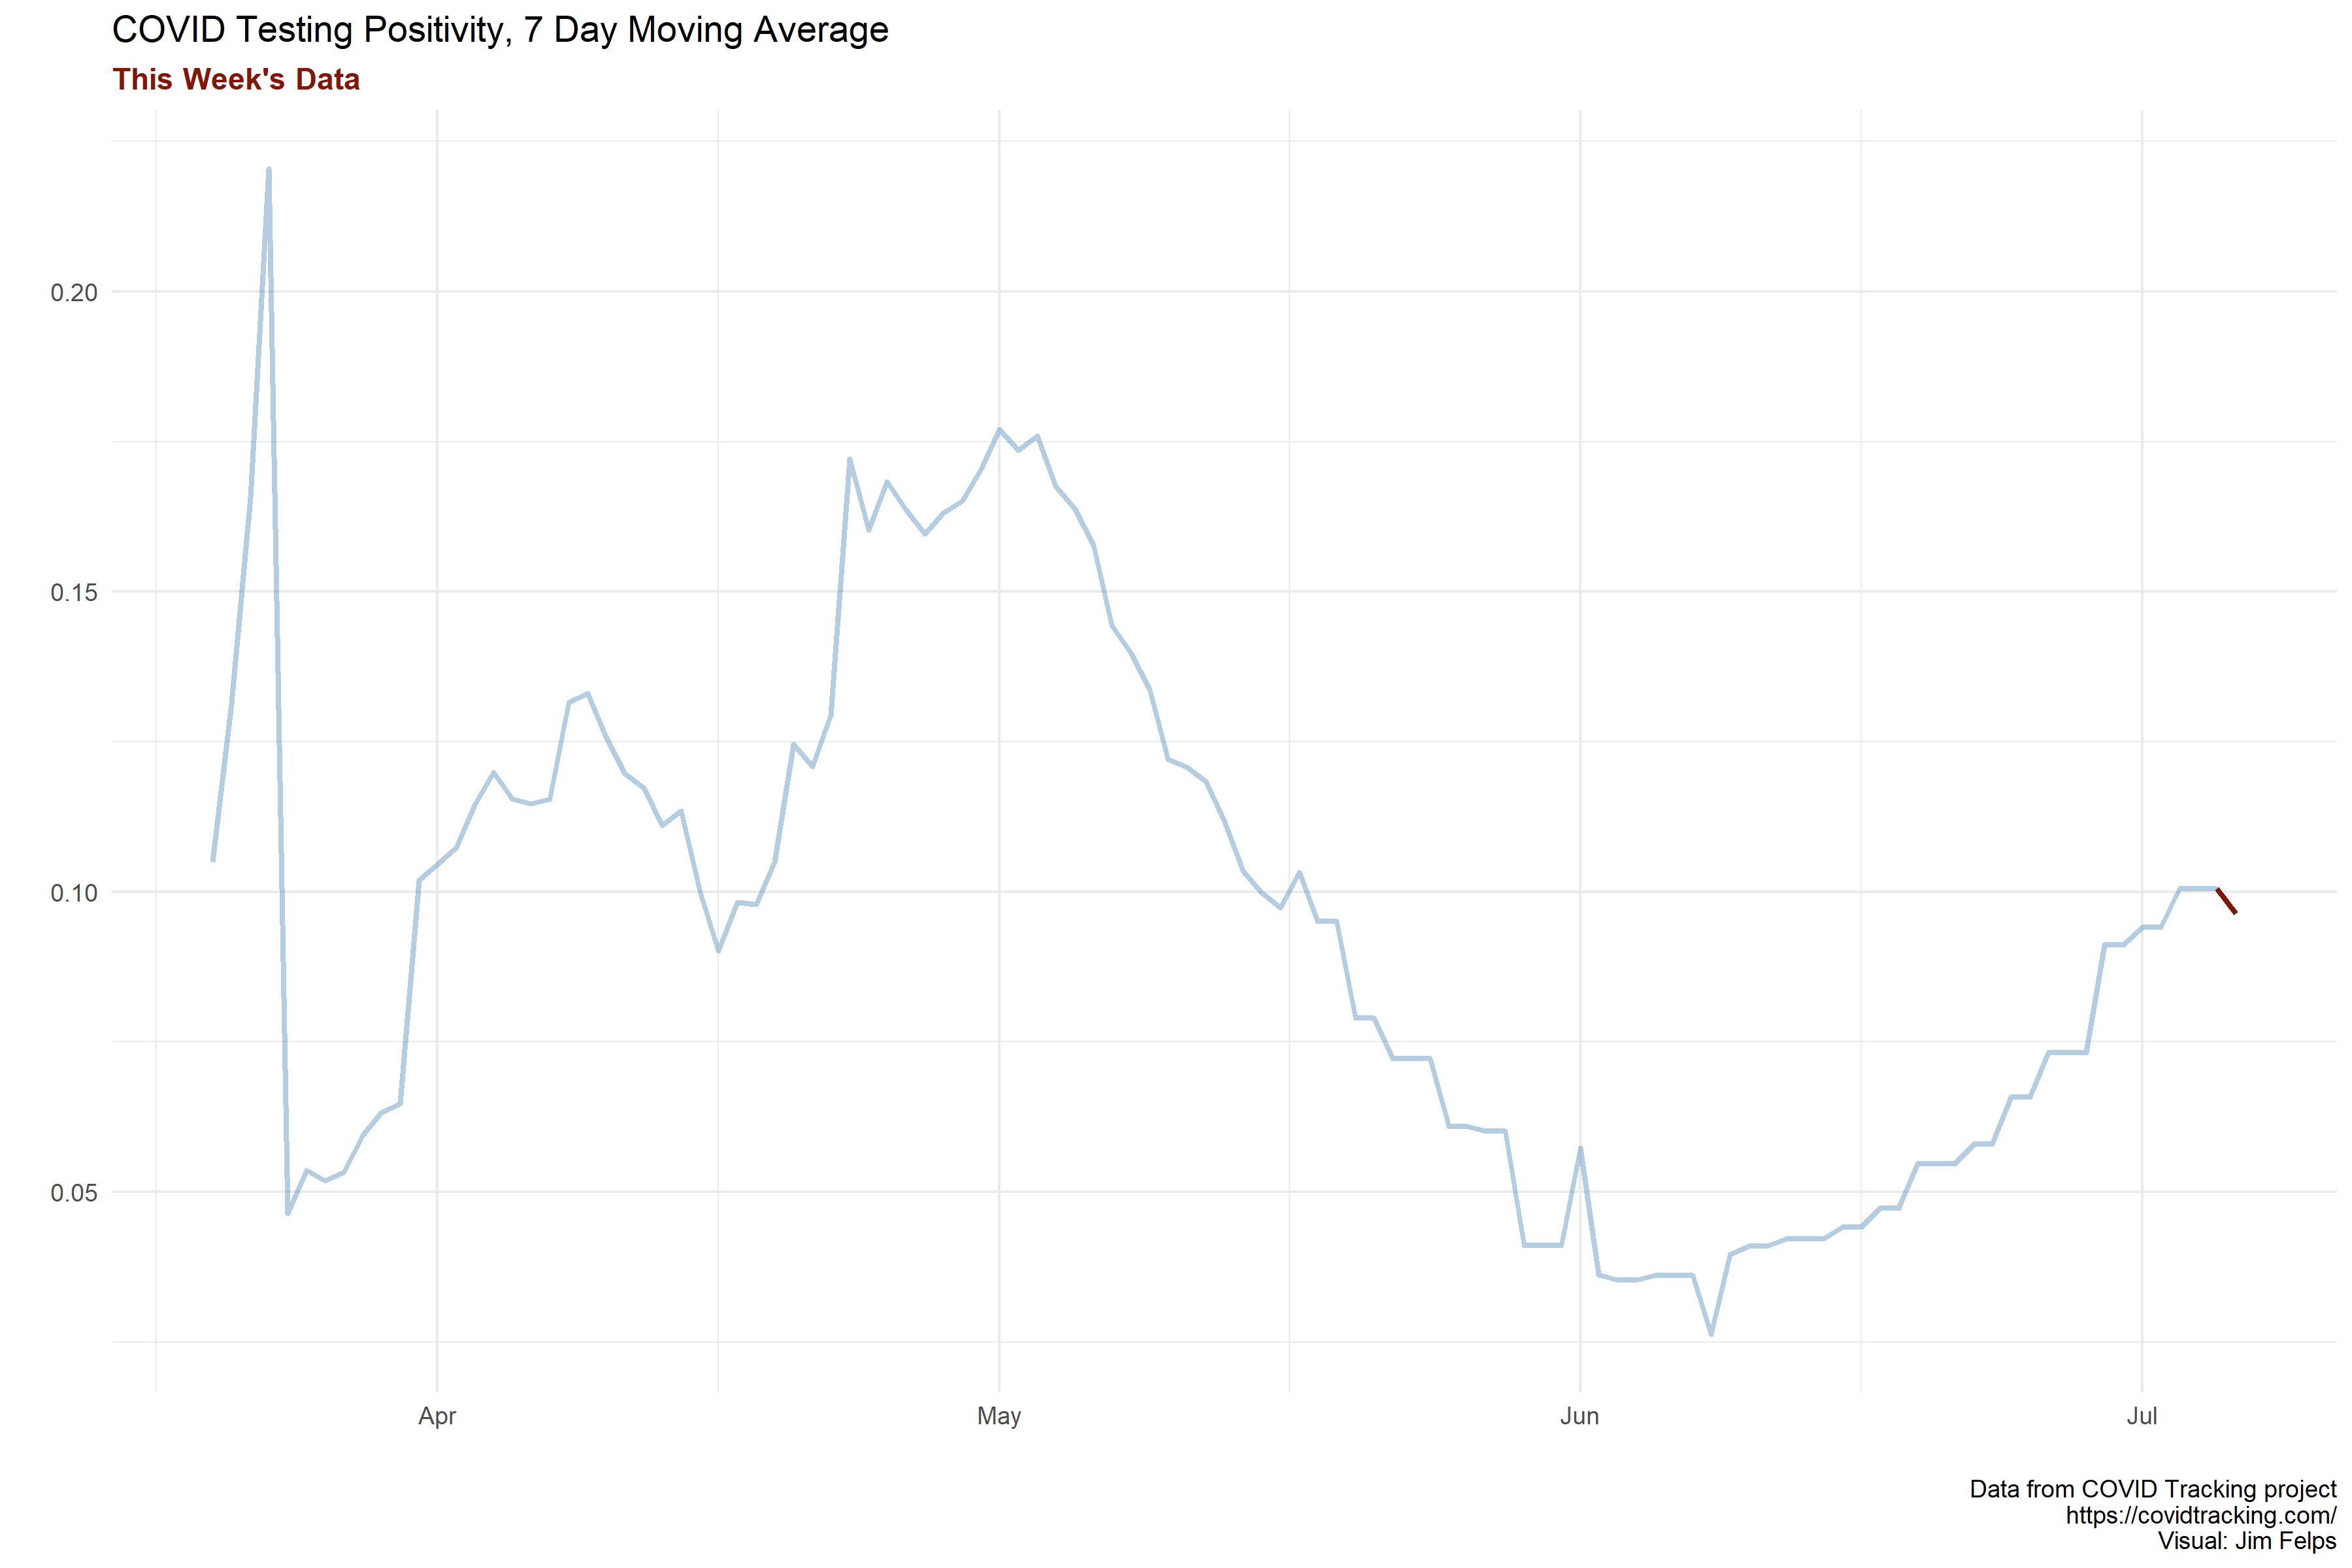 COVID Testing Positivity, 7 Day Moving Average
This Week's Data
0.20
0.15
0.10
0.05
Apr May Jun Jul
Data from COVID Tracking project
https://covidtracking.com/
Visual: Jim Felps